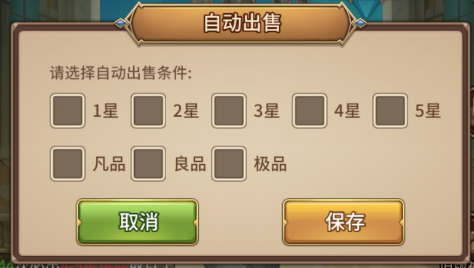 自动出售
请选择自动出售条件:
1星 2星 3星 4星 5星
凡品 良品 极品
取消 保存